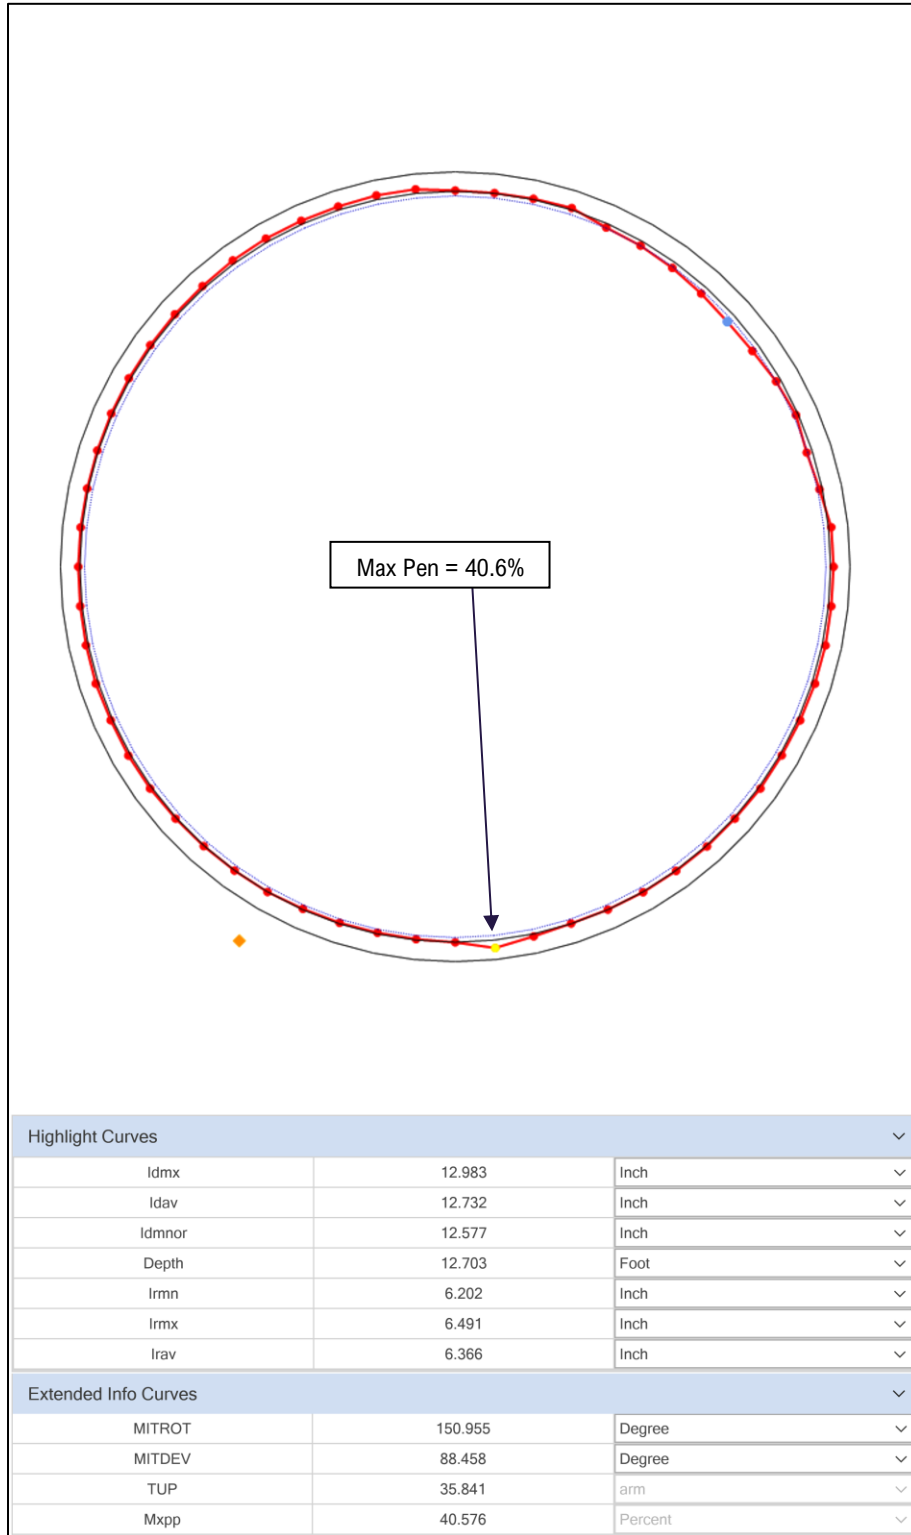 Max Pen = 40.6%
Highlight Curves
Idmx 12.983 Inch
Idav 12.732 Inch
Idmnor 12.577 Inch
Depth 12.703 Foot
Irmn 6.202 Inch
Irmx 6.491 Inch
Irav 6.366 Inch
Extended Info Curves
MITROT 150.955 Degree
MITDEV 88.458 Degree
TUP 35.841 arm
Mxpp 40.576 Percent